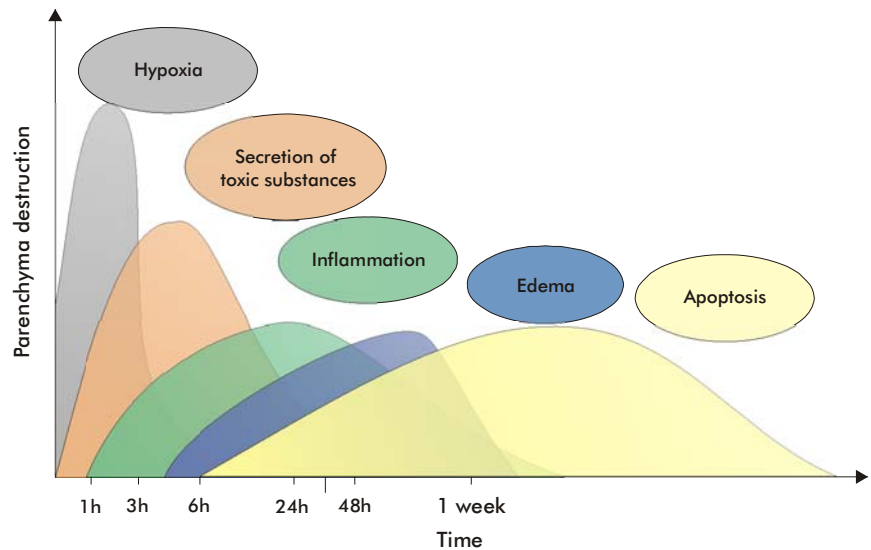 Hypoxia
Secretion of
toxic substances
Inflammation
Edema
Apoptosis
Parenchyma destruction
1h
3h
6h
24h
48h
1 week
Time